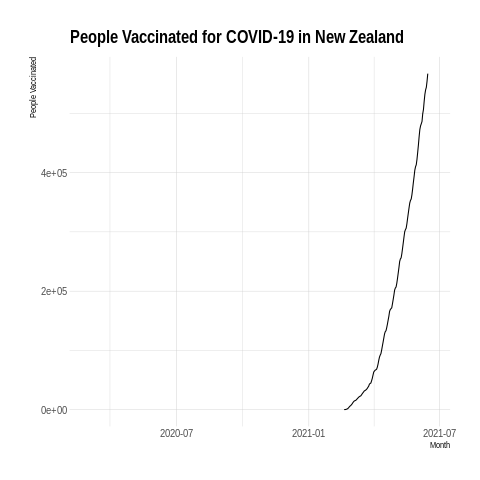 People Vaccinated for COVID-19 in New Zealand
People Vaccinated
4e+05
2e+05
0e+00
2020-07
2021-01
2021-07
Month